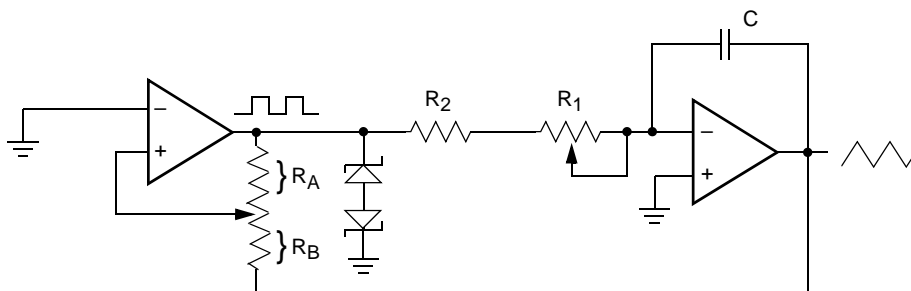 C
R2
R1
–
+
–
+
} RA
} RB